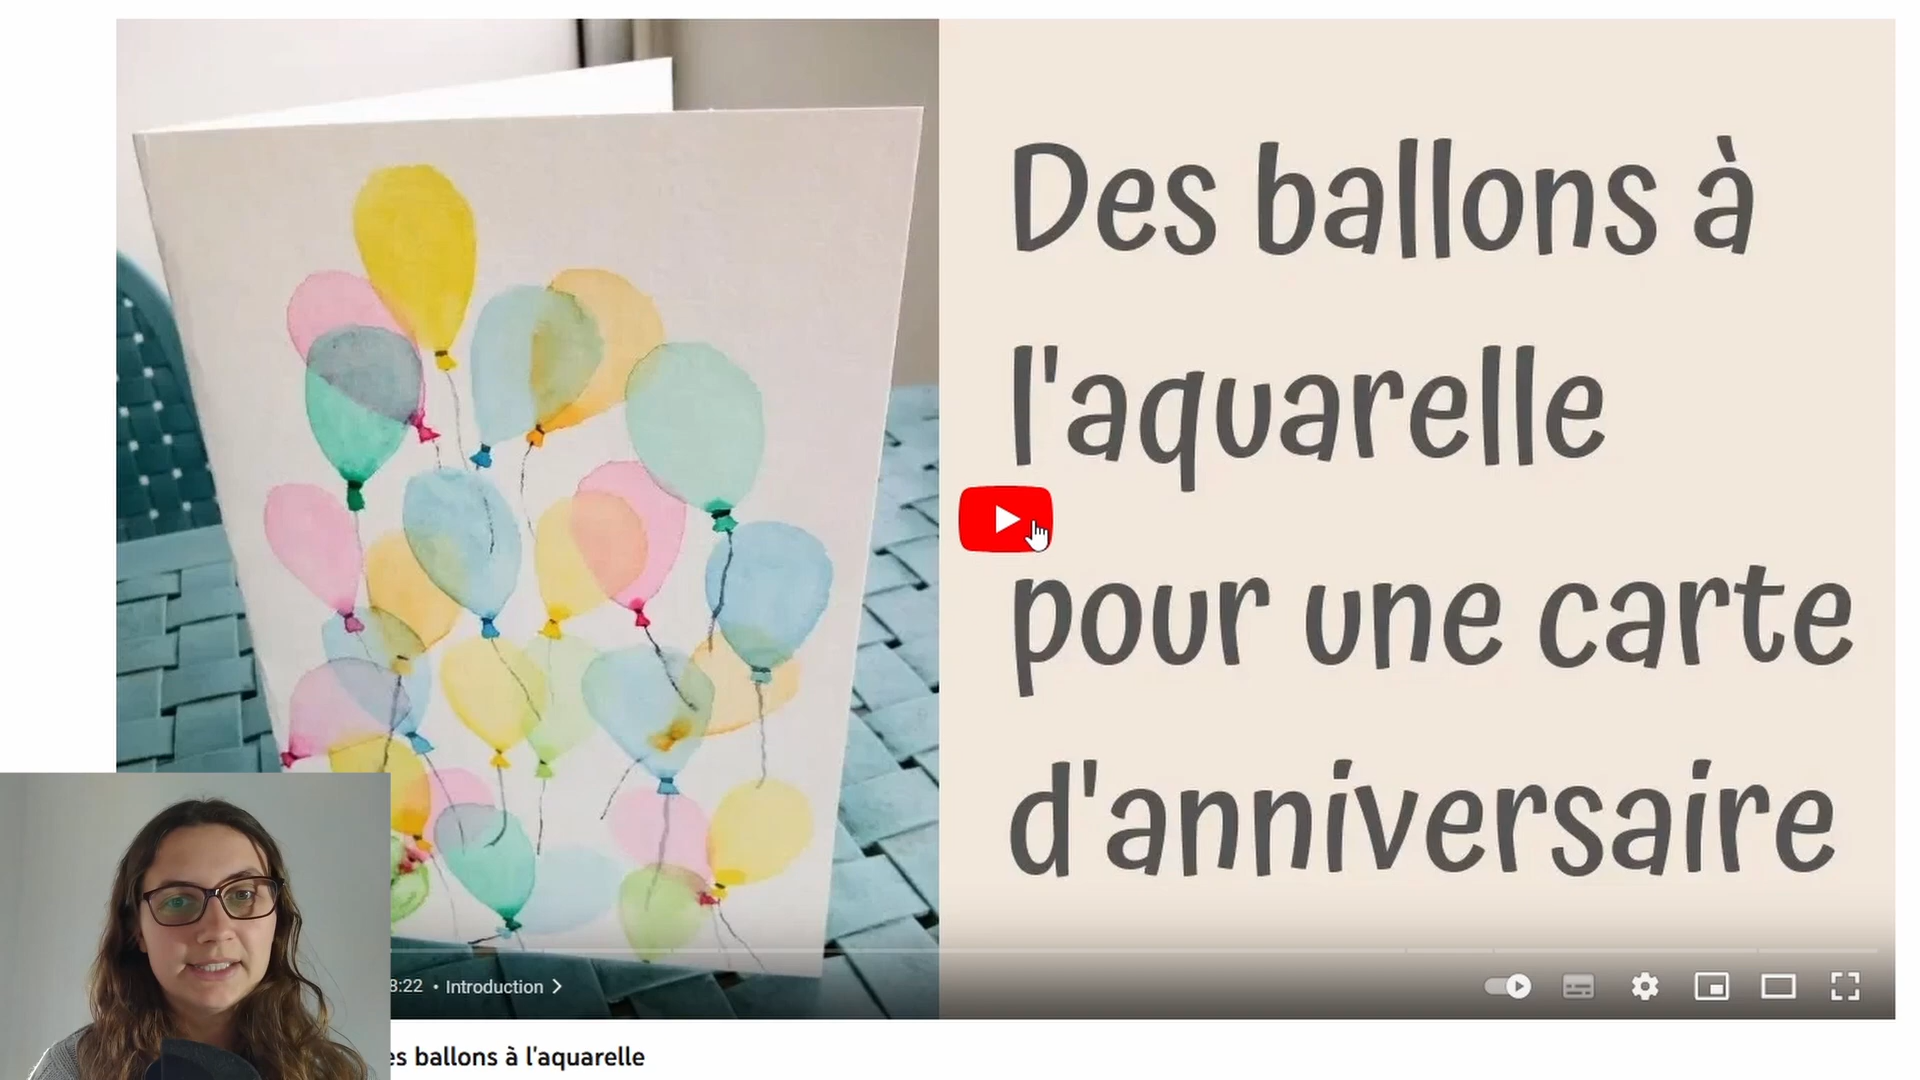 Des ballons à
l'aquarelle
pour une carte
d'anniversaire
8:22 • Introduction
es ballons à l'aquarelle